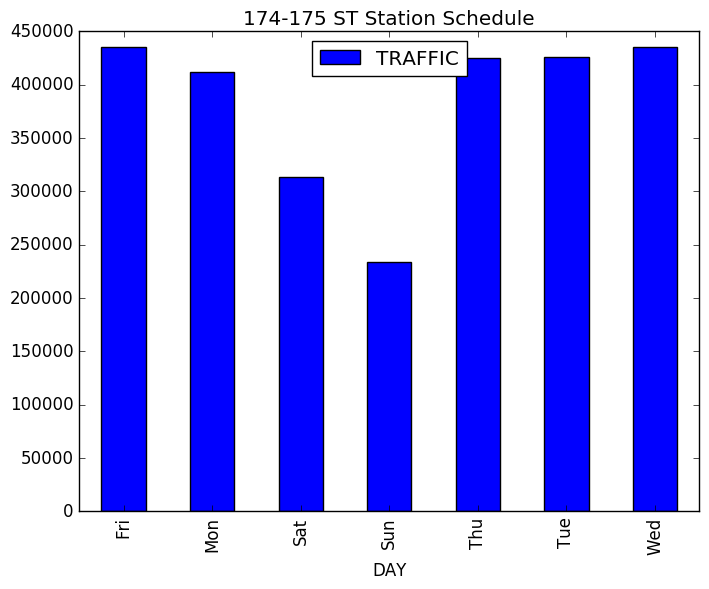 174-175 ST Station Schedule
TRAFFIC
450000
400000
350000
300000
250000
200000
150000
100000
50000
0
Fri
Mon
Sat
Sun
Thu
Tue
Wed
DAY